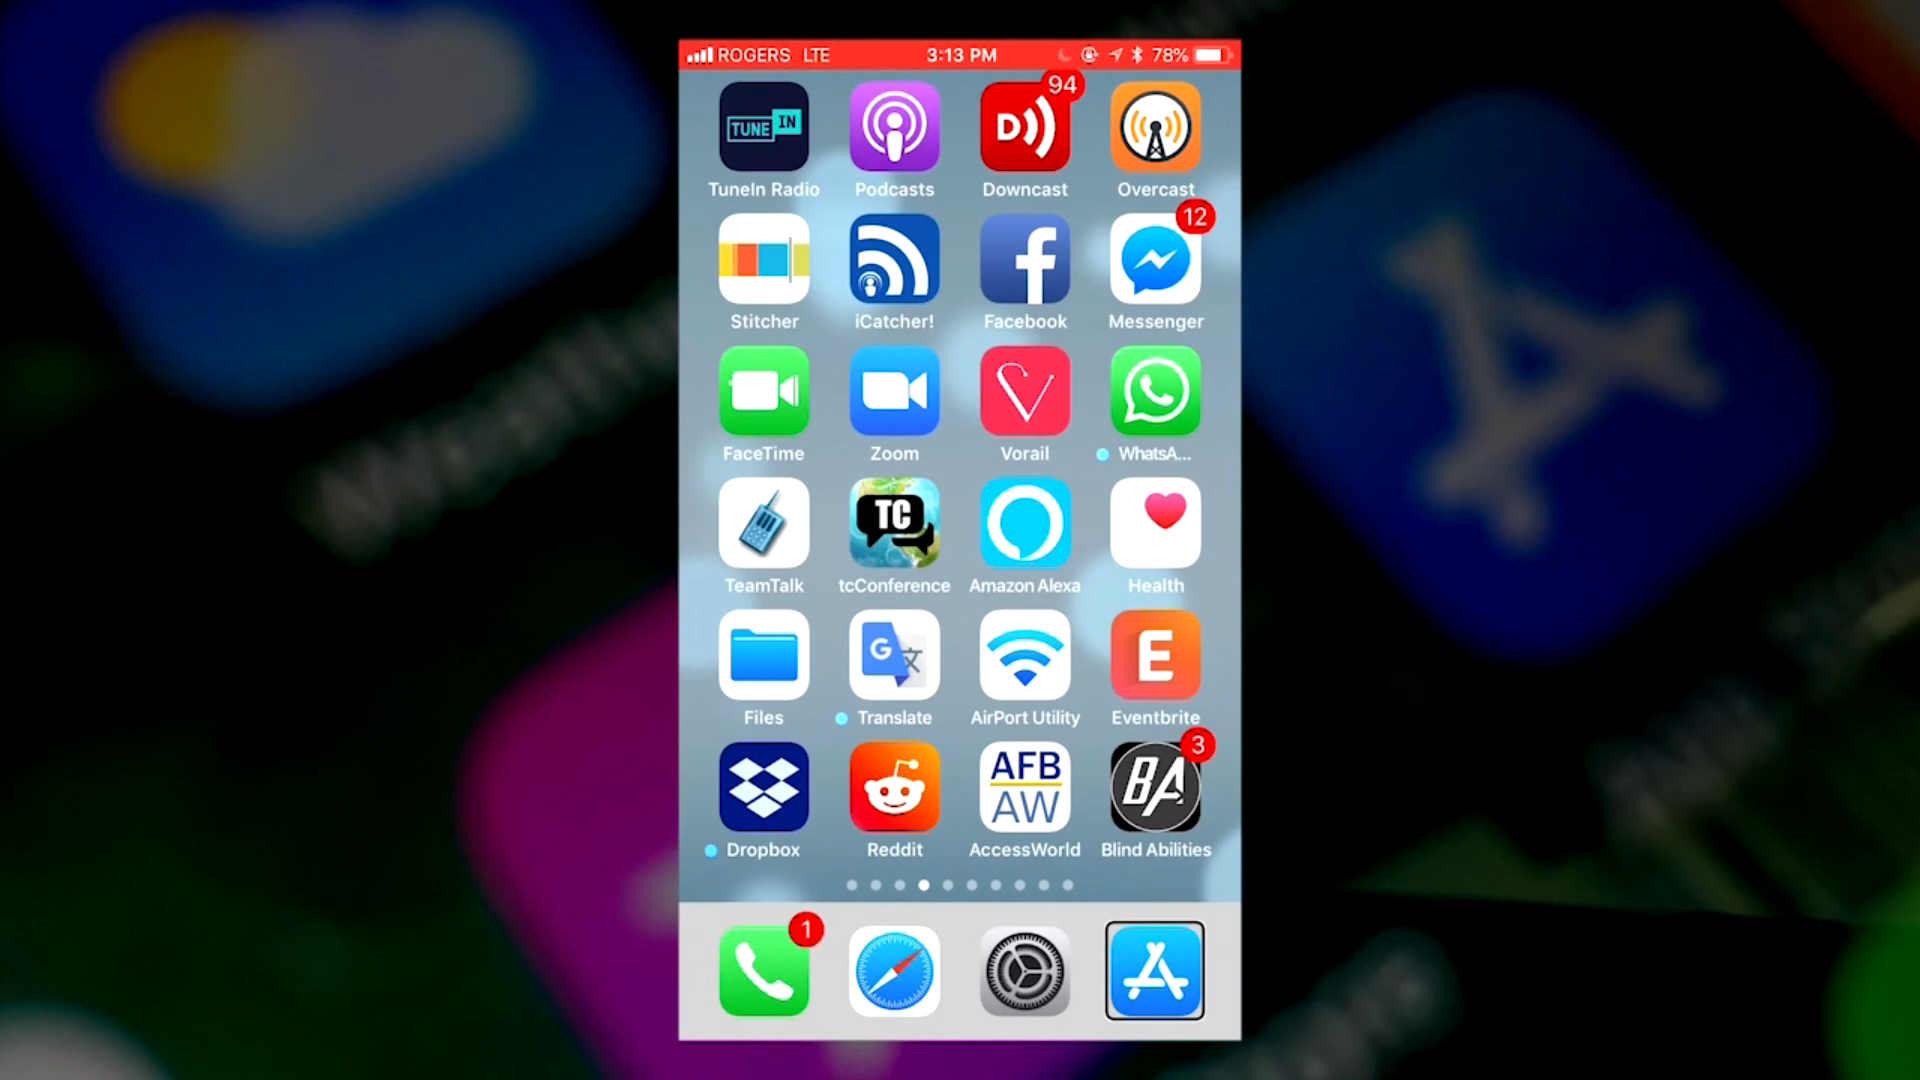 ROGERS LTE 3:13 PM 78%
94
TUNE IN D
TuneIn Radio Podcasts Downcast Overcast
12
f
Stitcher iCatcher! Facebook Messenger
V
FaceTime Zoom Vorail WhatsA...
TC
TeamTalk tcConference Amazon Alexa Health
G 文 E
Files Translate AirPort Utility Eventbrite
3
AFB
AW BA
Dropbox Reddit AccessWorld Blind Abilities
1
Weather